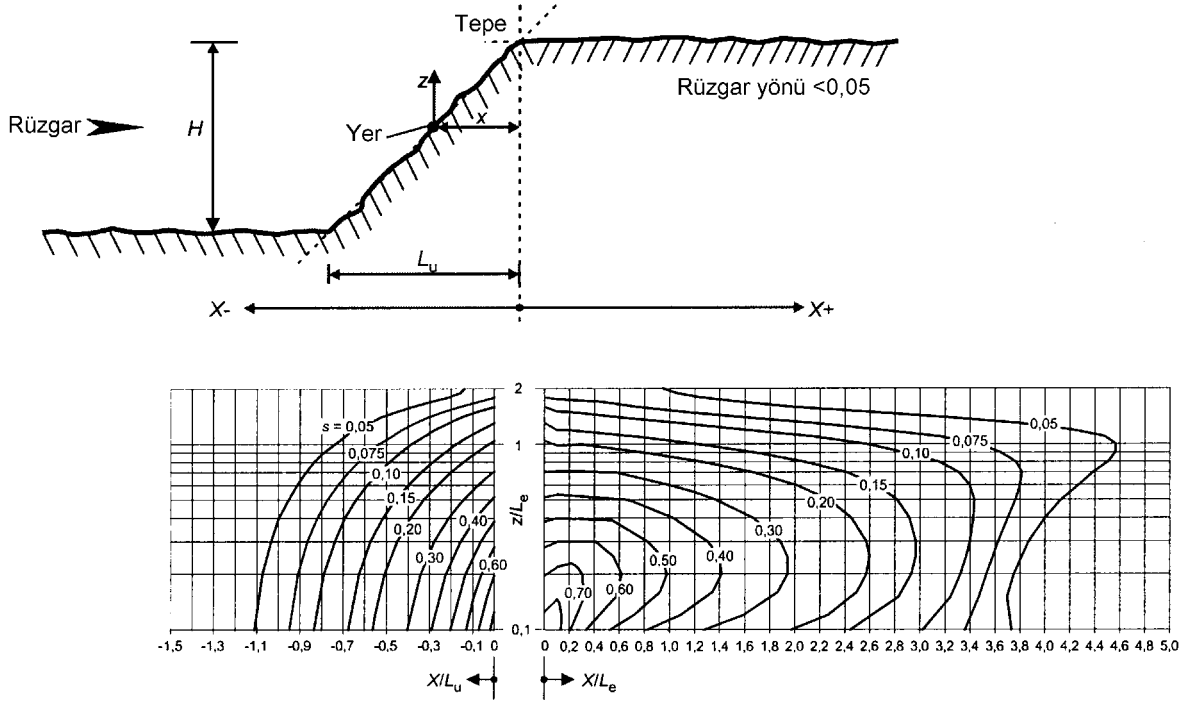 Tepe
Rüzgar yönü <0,05
z
Rüzgar
H
Yer
x
Lu
X-
X+
2
s = 0,05
0,05
0,075
0,075
1
0,10
0,10
0,15
0,15
z/Le
0,20
0,20
0,40
0,30
0,30
0,40
0,50
0,60
0,60
0,70
0,1
-1,5 -1,3 -1,1 -0,9 -0,7 -0,5 -0,3 -0,1 0
0 0,2 0,4 0,6 0,8 1,0 1,2 1,4 1,6 1,8 2,0 2,2 2,4 2,6 2,8 3,0 3,2 3,4 3,6 3,8 4,0 4,2 4,4 4,6 4,8 5,0
X/Lu
X/Le